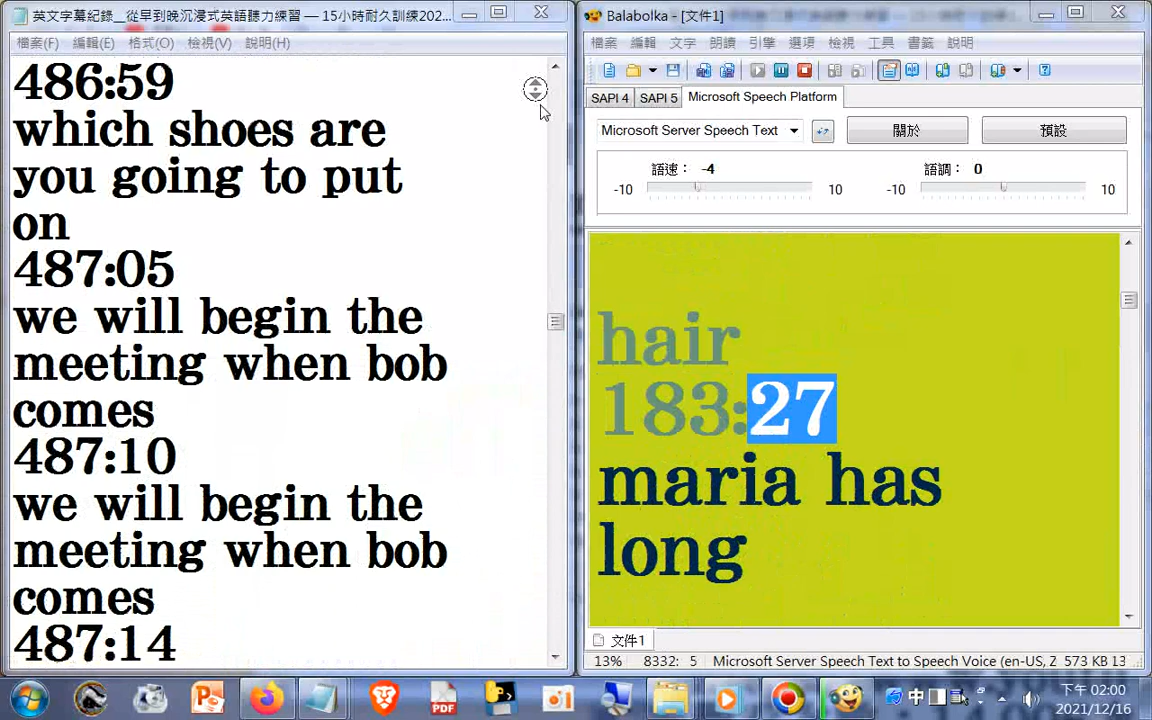 英文字幕紀錄__從早到晚沉浸式英語聽力練習 — 15小時耐久訓練202...
檔案(F) 編輯(E) 格式(O) 檢視(V) 說明(H)
486:59
which shoes are
you going to put
on
487:05
we will begin the
meeting when bob
comes
487:10
we will begin the
meeting when bob
comes
487:14
Balabolka - [文件1]
檔案 編輯 文字 朗讀 引擎 選項 檢視 工具 書籤 說明
SAPI 4 SAPI 5 Microsoft Speech Platform
Microsoft Server Speech Text 關於 預設
語速： -4 語調： 0
-10 10 -10 10
hair
183:27
maria has
long
文件1
13% 8332: 5 Microsoft Server Speech Text to Speech Voice (en-US, Z 573 KB 13
中 下午 02:00
2021/12/16